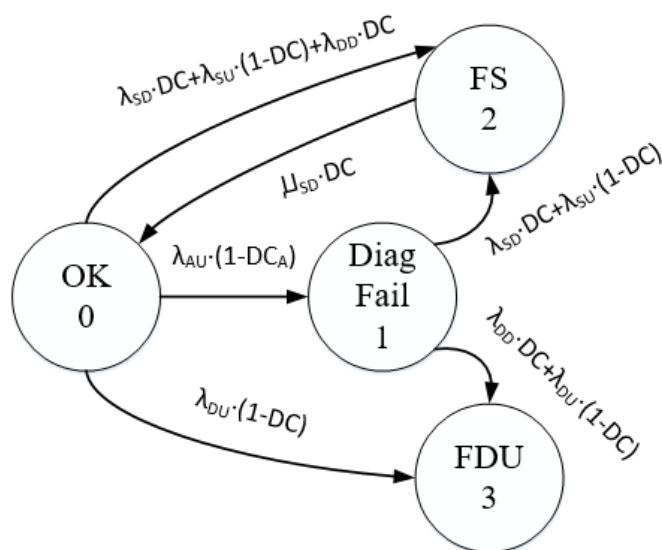 λSD·DC+λSU·(1-DC)+λDD·DC
FS
2
μSD·DC
λSD·DC+λSU·(1-DC)
OK
0
λAU·(1-DCA)
Diag
Fail
1
λDD·DC+λDU·(1-DC)
λDU·(1-DC)
FDU
3